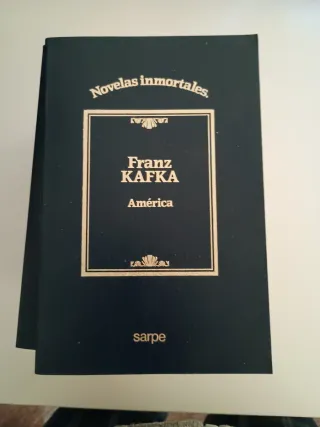 Novelas inmortales.
Franz
KAFKA
América
sarpe